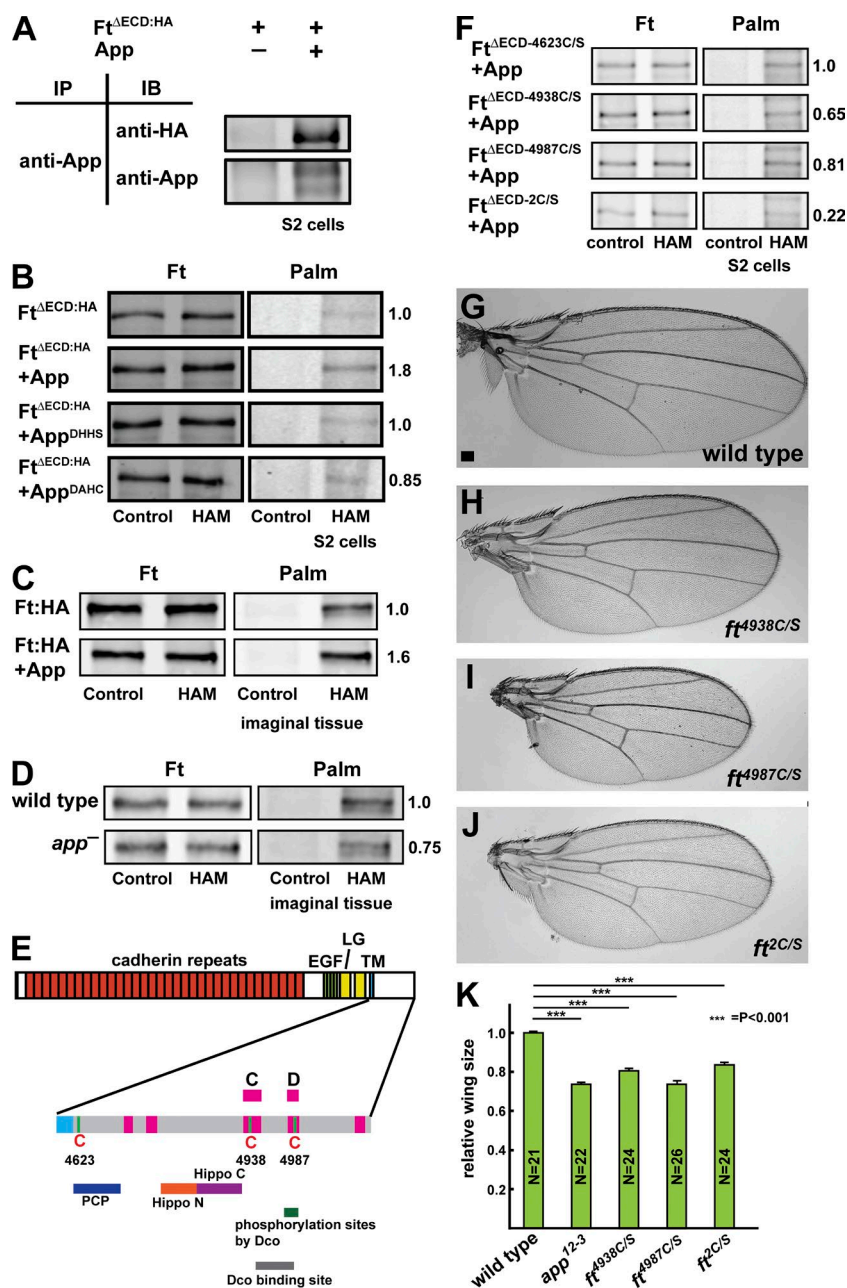 A
Ft^ΔECD:HA + +
App – +
IP IB
anti-HA
anti-App
anti-App
S2 cells
B
Ft Palm
Ft^ΔECD:HA 1.0
Ft^ΔECD:HA
+App 1.8
Ft^ΔECD:HA
+App^DHHS 1.0
Ft^ΔECD:HA
+App^DAHC 0.85
Control HAM Control HAM
S2 cells
C
Ft Palm
Ft:HA 1.0
Ft:HA
+App 1.6
Control HAM Control HAM
imaginal tissue
D
Ft Palm
wild type 1.0
app– 0.75
Control HAM Control HAM
imaginal tissue
E
LG
cadherin repeats EGF TM
C D
C C C
4623 4938 4987
Hippo C
PCP Hippo N
phosphorylation sites
by Dco
Dco binding site
F
Ft Palm
Ft^ΔECD-4623C/S
+App 1.0
Ft^ΔECD-4938C/S
+App 0.65
Ft^ΔECD-4987C/S
+App 0.81
Ft^ΔECD-2C/S
+App 0.22
control HAM control HAM
S2 cells
G
wild type
H
ft^4938C/S
I
ft^4987C/S
J
ft^2C/S
K
***
***
***
*** *** =P<0.001
relative wing size
1.0
0.8
0.6
0.4
0.2
N=21 N=22 N=24 N=26 N=24
wild type app^12-3 ft^4938C/S ft^4987C/S ft^2C/S